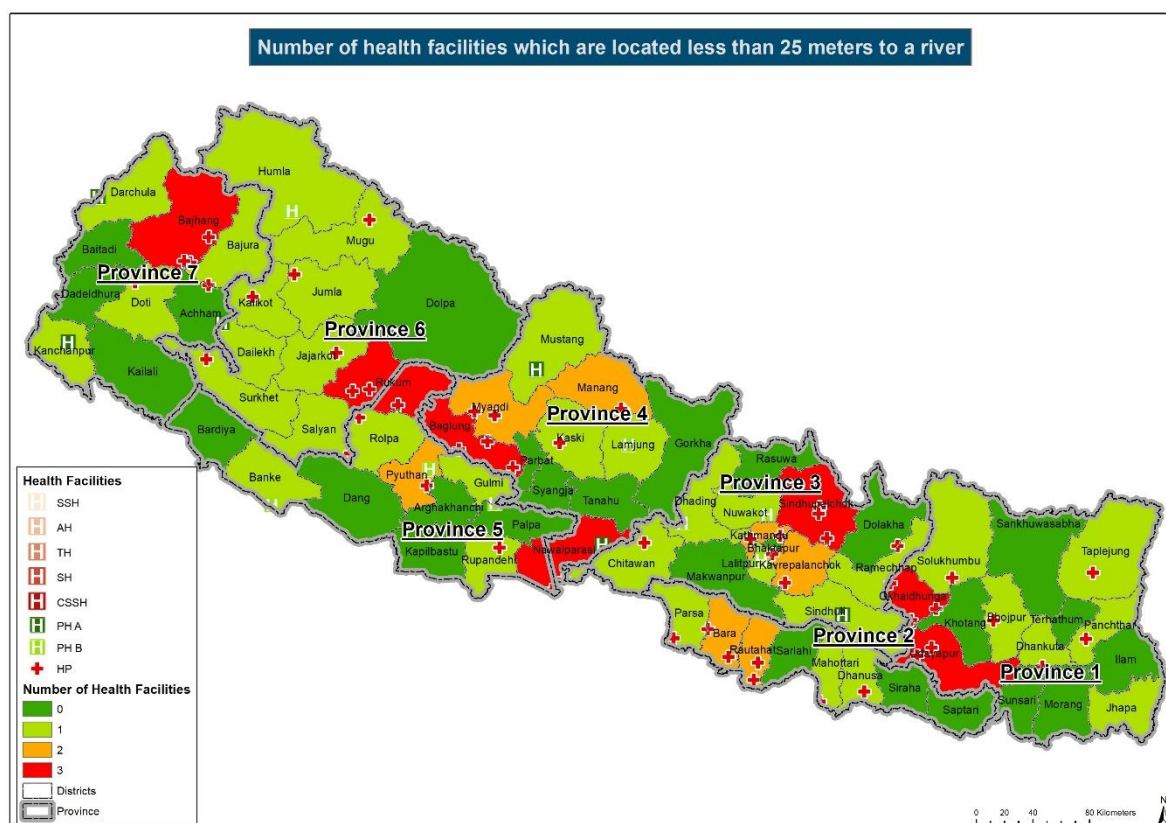 Number of health facilities which are located less than 25 meters to a river
Humla
Darchula
Bajhang
Mugu
Baitadi
Bajura
Province 7
Dadeldhura
Doti
Jumla
Dolpa
Achham
Kalikot
Province 6
Mustang
Kanchanpur
Dailekh
Jajarkot
Kailali
Rukum
Manang
Surkhet
Myagdi
Province 4
Bardiya
Salyan
Rolpa
Baglung
Kaski
Lamjung
Gorkha
Parbat
Banke
Pyuthan
Gulmi
Syangja
Tanahu
Rasuwa
Dang
Arghakhanchi
Dhading
Province 3
Sindhupalchok
Nuwakot
Province 5
Palpa
Kapilbastu
Rupandehi
Nawalparasi
Chitawan
Kathmandu
Bhaktapur
Lalitpur
Kavrepalanchok
Dolakha
Sankhuwasabha
Ramechhap
Solukhumbu
Taplejung
Makwanpur
Okhaldhunga
Sindhuli
Khotang
Bhojpur
Terhathum
Panchthar
Parsa
Bara
Rautahat
Sarlahi
Province 2
Mahottari
Dhanusa
Udayapur
Dhankuta
Ilam
Province 1
Siraha
Saptari
Sunsari
Morang
Jhapa
Health Facilities
H SSH
H AH
H TH
H SH
H CSSH
H PH A
H PH B
HP
Number of Health Facilities
0
1
2
3
Districts
Province
0 20 40 80 Kilometers
N